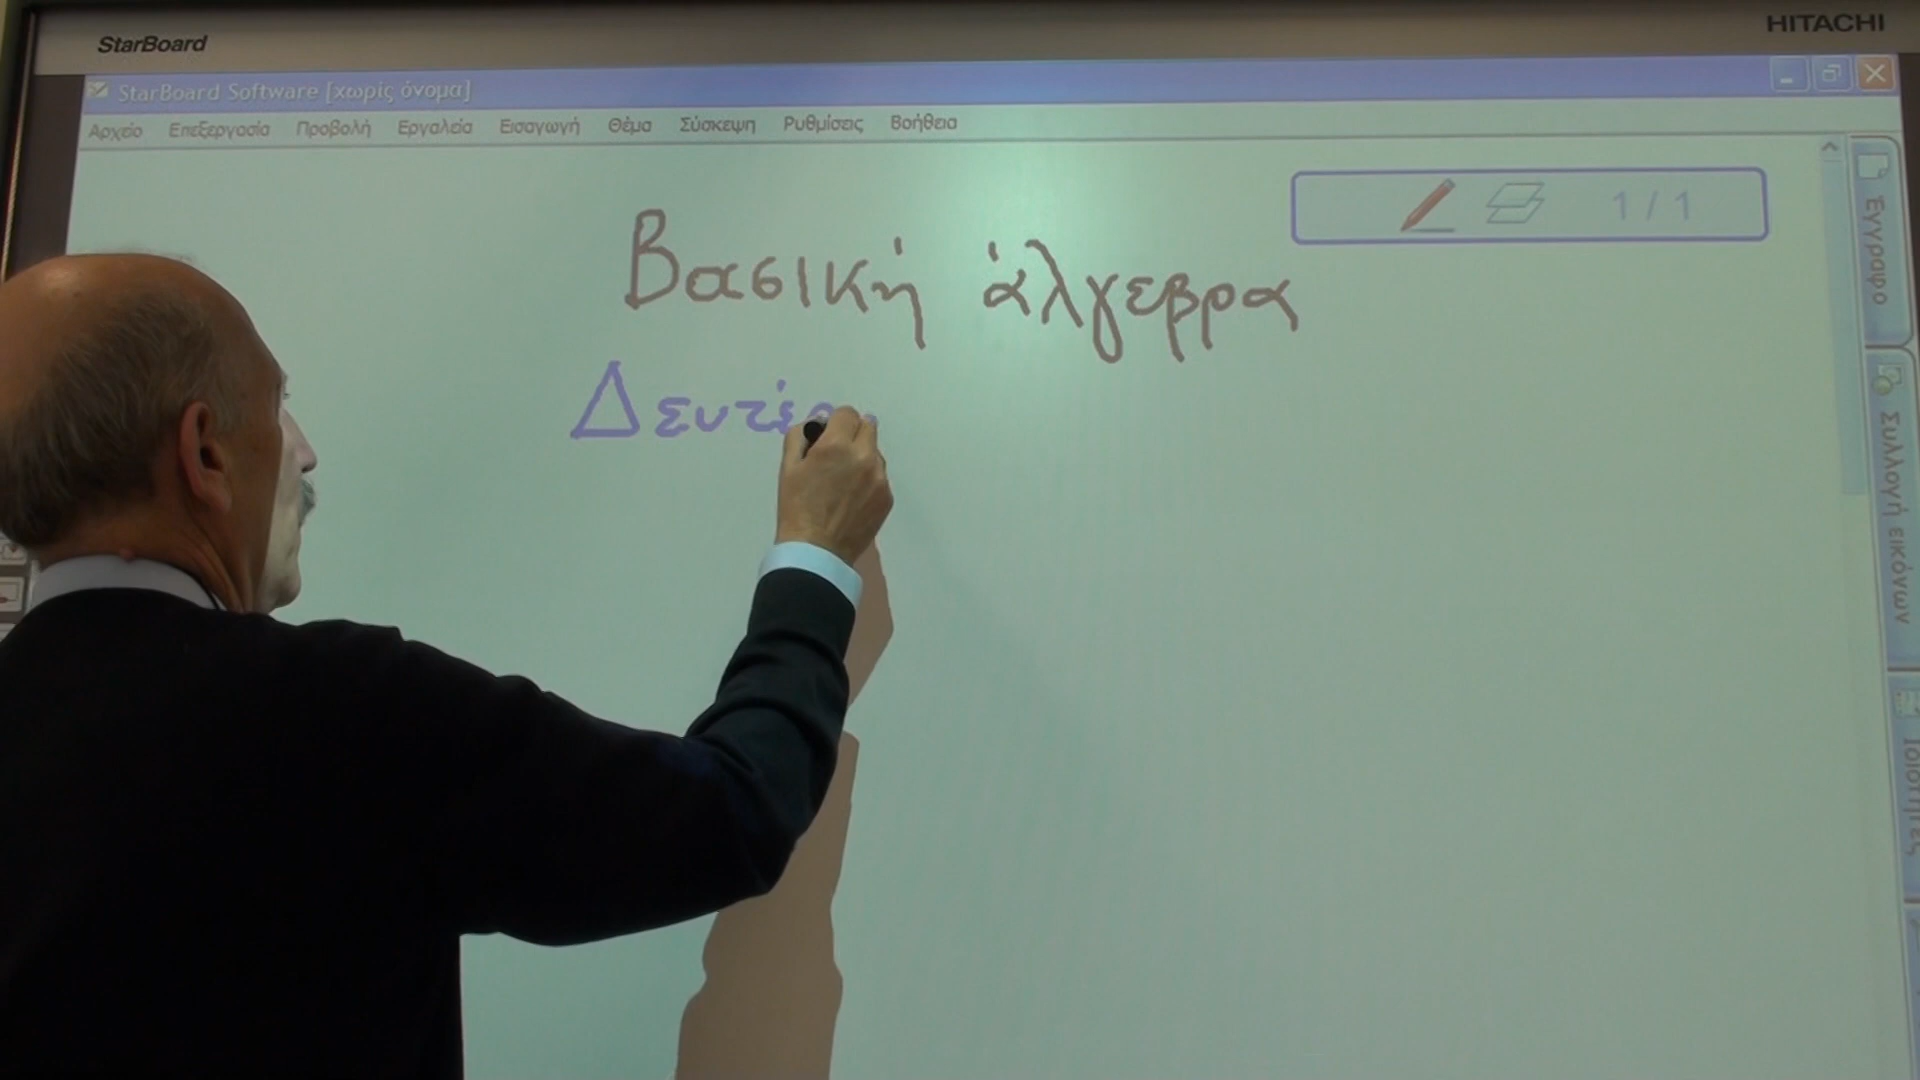 HITACHI
StarBoard
StarBoard Software [χωρίς όνομα]
Αρχείο Επεξεργασία Προβολή Εργαλεία Εισαγωγή Θέμα Σύσκεψη Ρυθμίσεις Βοήθεια
1 / 1
Βασική άλγεβρα
Έγγραφο
Συλλογή εικόνων
Ιδιότητες